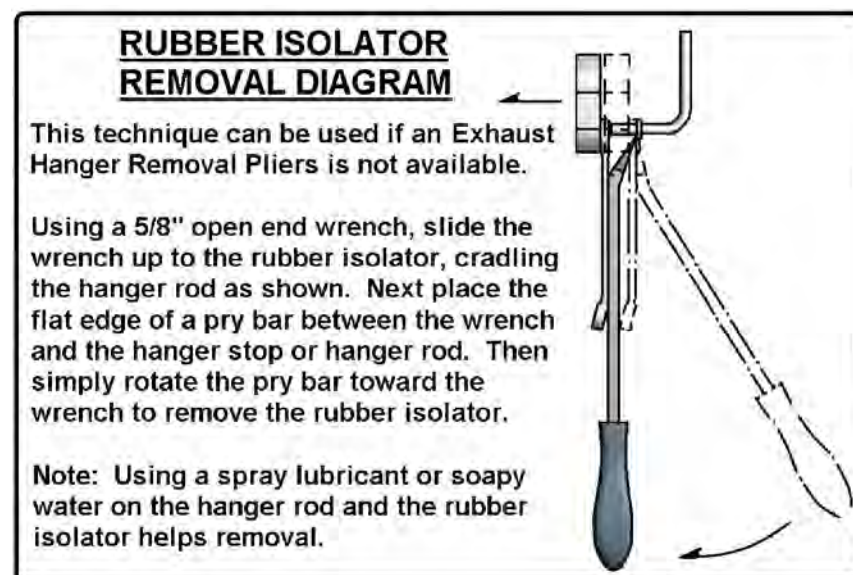 RUBBER ISOLATOR
REMOVAL DIAGRAM
This technique can be used if an Exhaust
Hanger Removal Pliers is not available.
Using a 5/8" open end wrench, slide the
wrench up to the rubber isolator, cradling
the hanger rod as shown.  Next place the
flat edge of a pry bar between the wrench
and the hanger stop or hanger rod.  Then
simply rotate the pry bar toward the
wrench to remove the rubber isolator.
Note:  Using a spray lubricant or soapy
water on the hanger rod and the rubber
isolator helps removal.